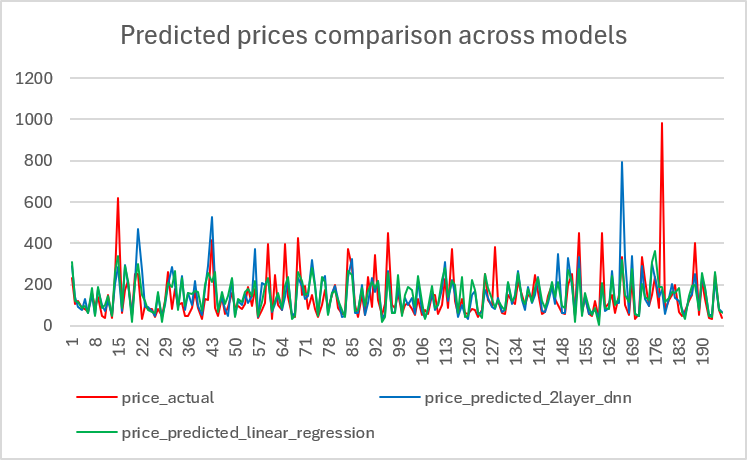 Predicted prices comparison across models
1200
1000
800
600
400
200
0
1 8 15 22 29 36 43 50 57 64 71 78 85 92 99 106 113 120 127 134 141 148 155 162 169 176 183 190
price_actual price_predicted_2layer_dnn
price_predicted_linear_regression